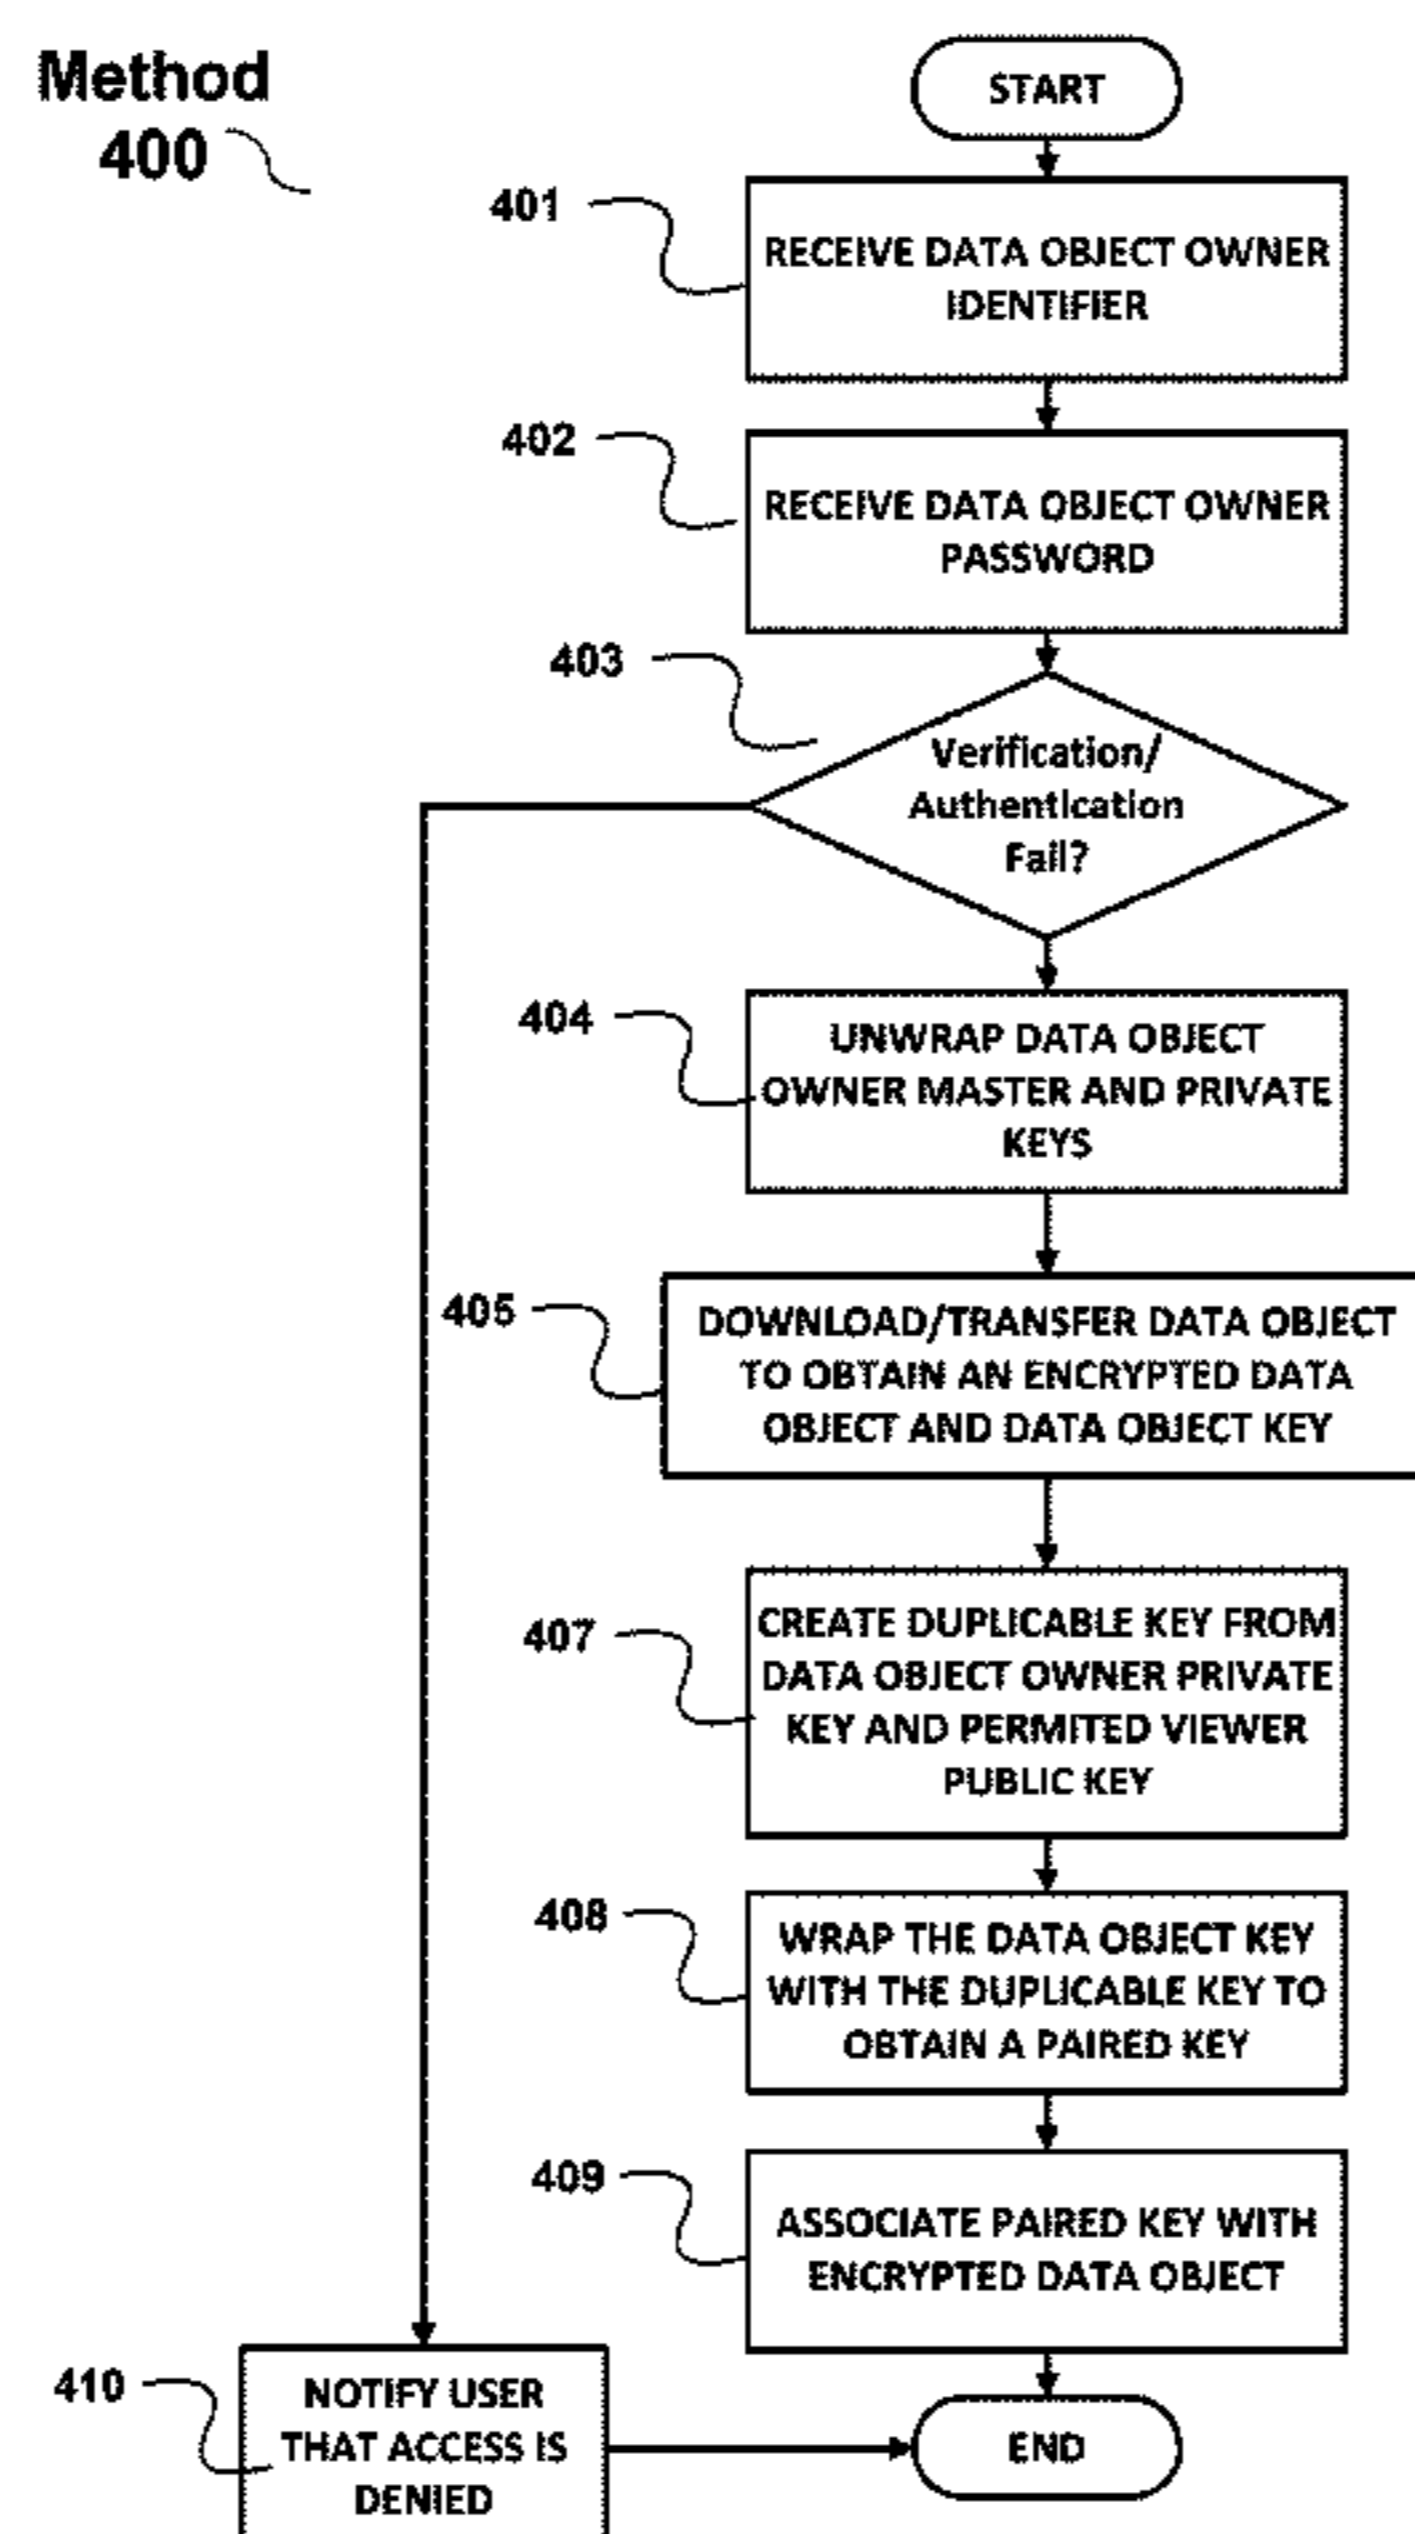 Method
400
START
401
RECEIVE DATA OBJECT OWNER
IDENTIFIER
402
RECEIVE DATA OBJECT OWNER
PASSWORD
403
Verification/
Authentication
Fail?
404
UNWRAP DATA OBJECT
OWNER MASTER AND PRIVATE
KEYS
405
DOWNLOAD/TRANSFER DATA OBJECT
TO OBTAIN AN ENCRYPTED DATA
OBJECT AND DATA OBJECT KEY
407
CREATE DUPLICABLE KEY FROM
DATA OBJECT OWNER PRIVATE
KEY AND PERMITED VIEWER
PUBLIC KEY
408
WRAP THE DATA OBJECT KEY
WITH THE DUPLICABLE KEY TO
OBTAIN A PAIRED KEY
409
ASSOCIATE PAIRED KEY WITH
ENCRYPTED DATA OBJECT
410
NOTIFY USER
THAT ACCESS IS
DENIED
END